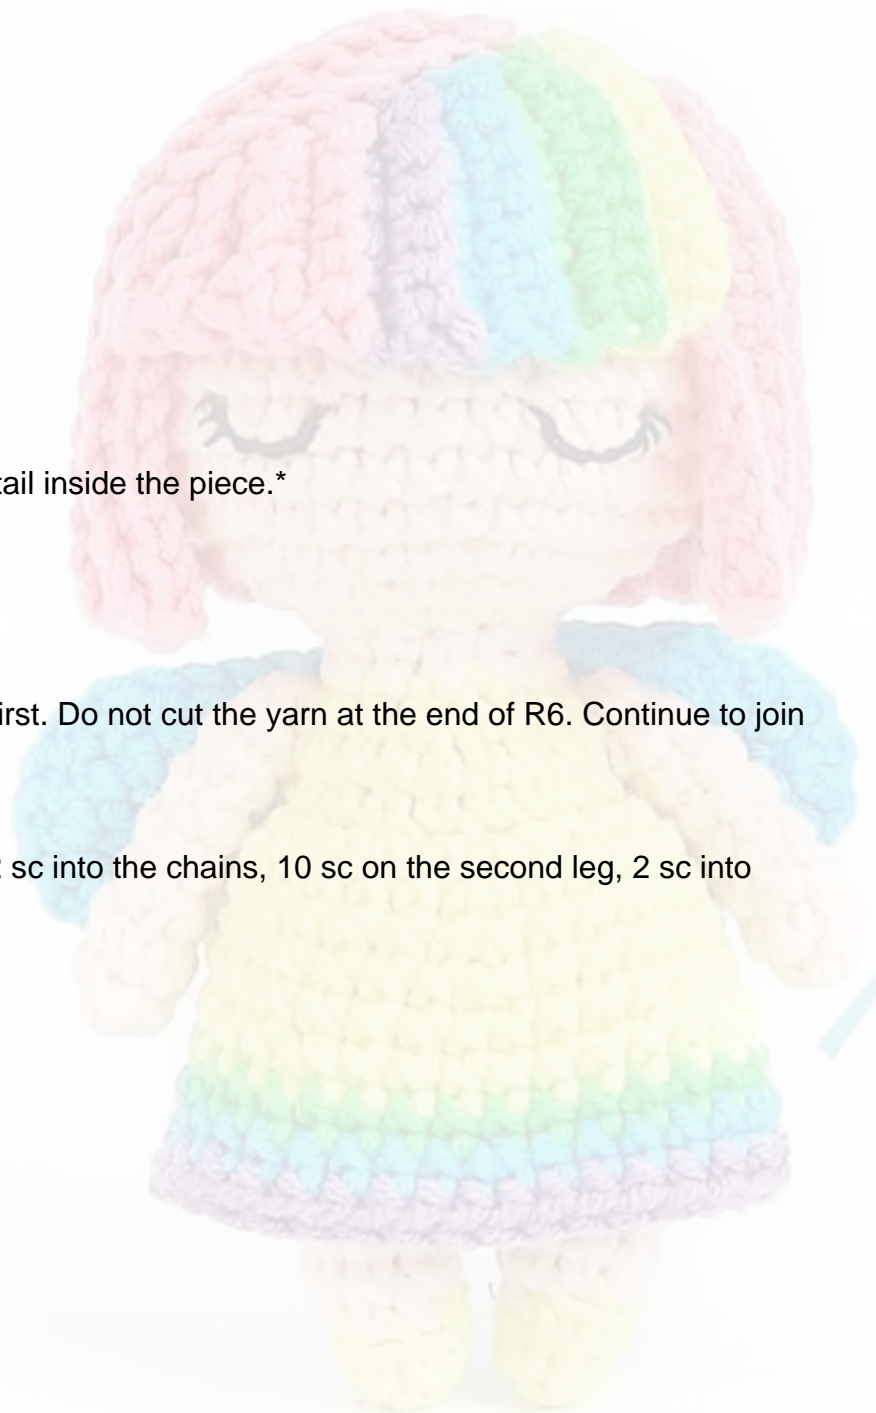 tail inside the piece.*
irst. Do not cut the yarn at the end of R6. Continue to join
sc into the chains, 10 sc on the second leg, 2 sc into